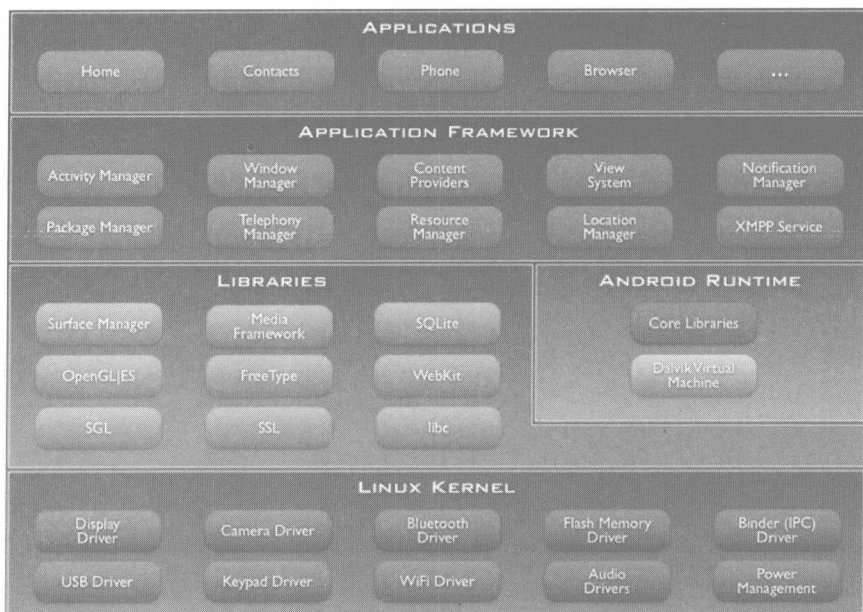 APPLICATIONS
Home
Contacts
Phone
Browser
...
APPLICATION FRAMEWORK
Activity Manager
Window
Manager
Content
Providers
View
System
Notification
Manager
Package Manager
Telephony
Manager
Resource
Manager
Location
Manager
XMPP Service
LIBRARIES
Surface Manager
Media
Framework
SQLite
OpenGL|ES
FreeType
WebKit
SGL
SSL
libc
ANDROID RUNTIME
Core Libraries
Dalvik Virtual
Machine
LINUX KERNEL
Display
Driver
Camera Driver
Bluetooth
Driver
Flash Memory
Driver
Binder (IPC)
Driver
USB Driver
Keypad Driver
WiFi Driver
Audio
Drivers
Power
Management